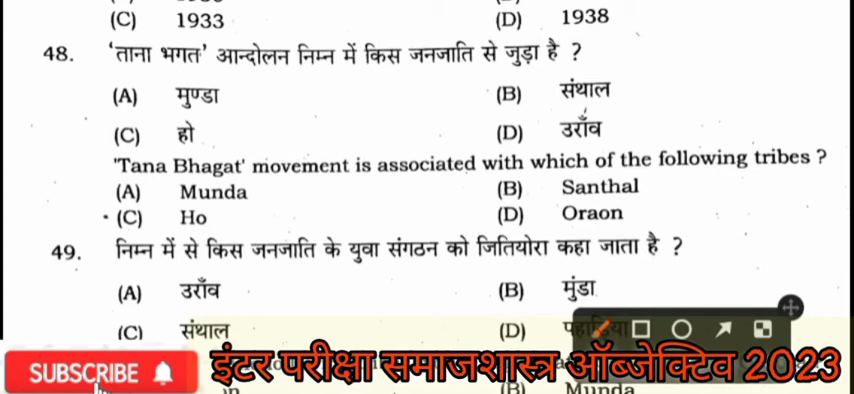 (C) 1933 (D) 1938
48. ‘ताना भगत’ आन्दोलन निम्न में किस जनजाति से जुड़ा है ?
(A) मुण्डा (B) संथाल
(C) हो (D) उराँव
'Tana Bhagat' movement is associated with which of the following tribes ?
(A) Munda (B) Santhal
(C) Ho (D) Oraon
49. निम्न में से किस जनजाति के युवा संगठन को जितियोरा कहा जाता है ?
(A) उराँव (B) मुंडा
(C) संथाल (D)
SUBSCRIBE इंटर परीक्षा समाजशास्त्र ऑब्जेक्टिव 2023
(B) Munda